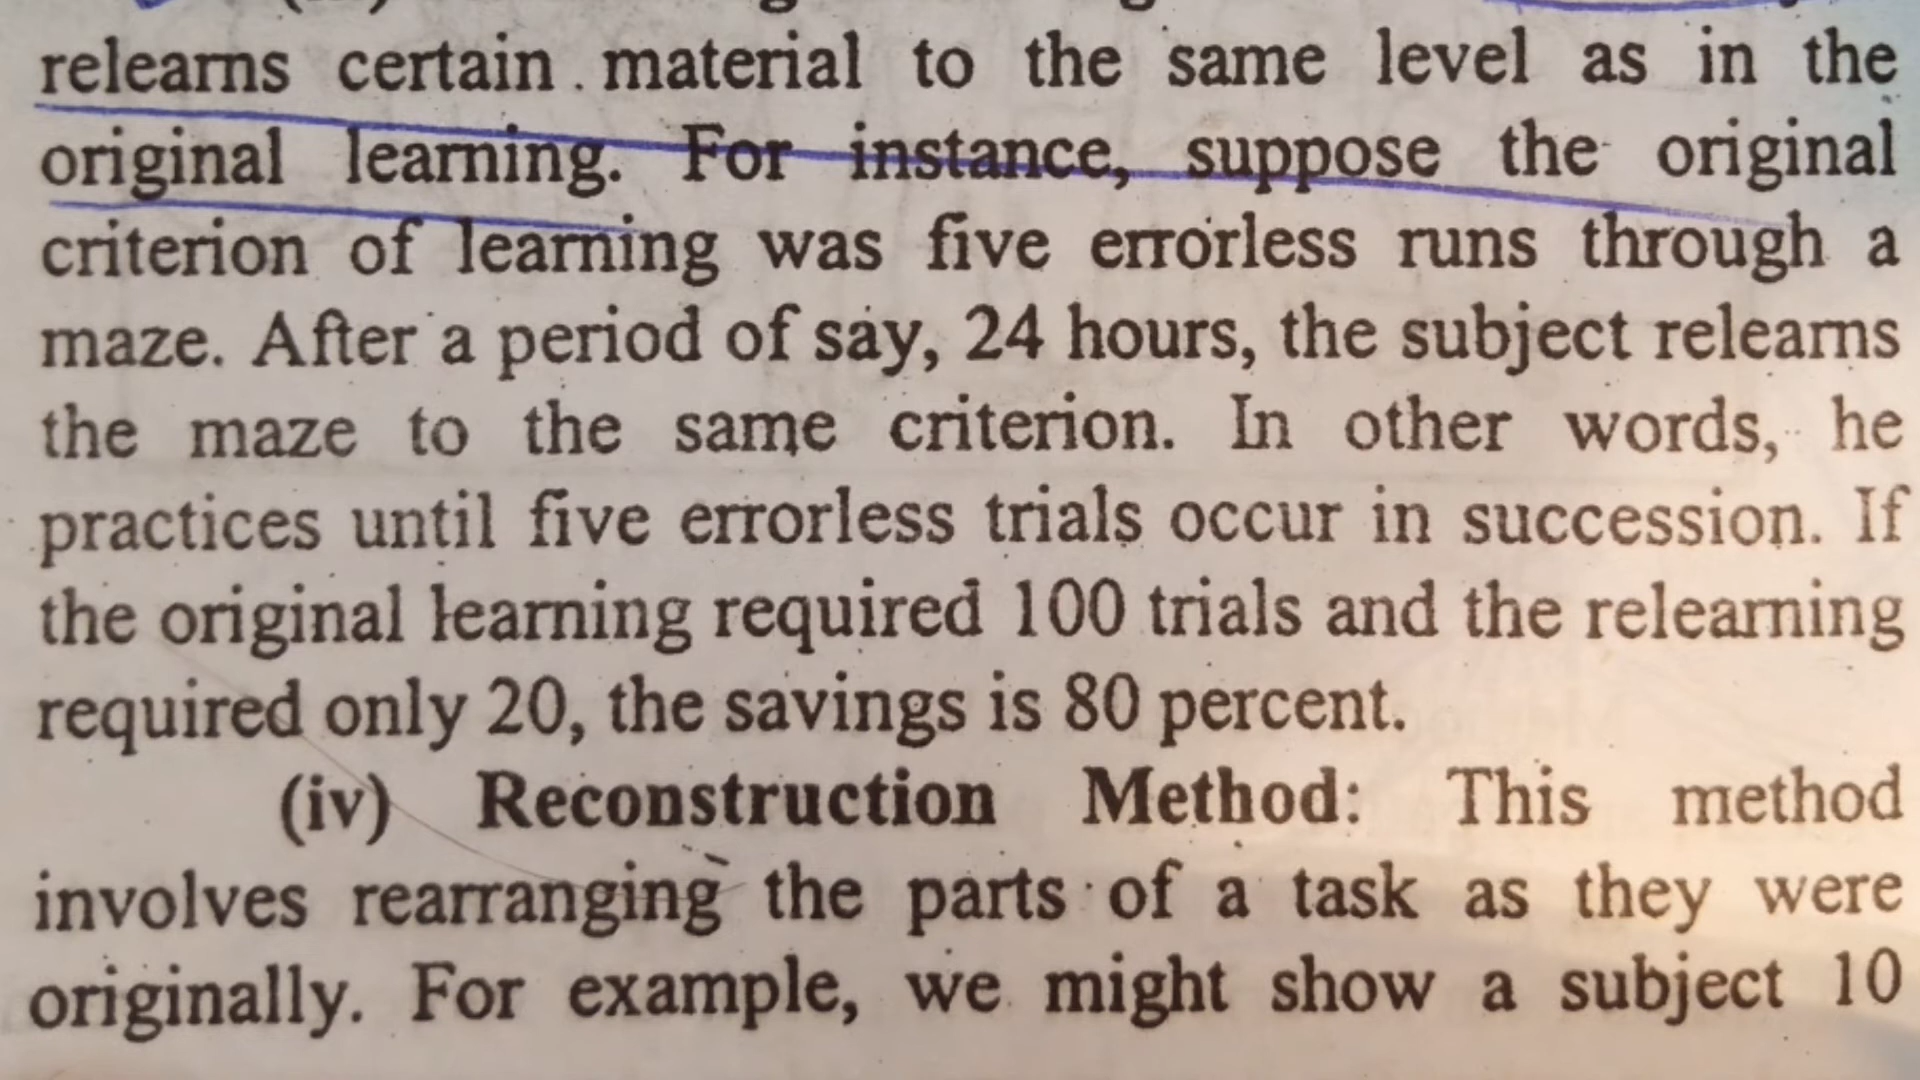 relearns certain material to the same level as in the
original learning. For instance, suppose the original
criterion of learning was five errorless runs through a
maze. After a period of say, 24 hours, the subject relearns
the maze to the same criterion. In other words, he
practices until five errorless trials occur in succession. If
the original learning required 100 trials and the relearning
required only 20, the savings is 80 percent.
(iv) Reconstruction Method: This method
involves rearranging the parts of a task as they were
originally. For example, we might show a subject 10